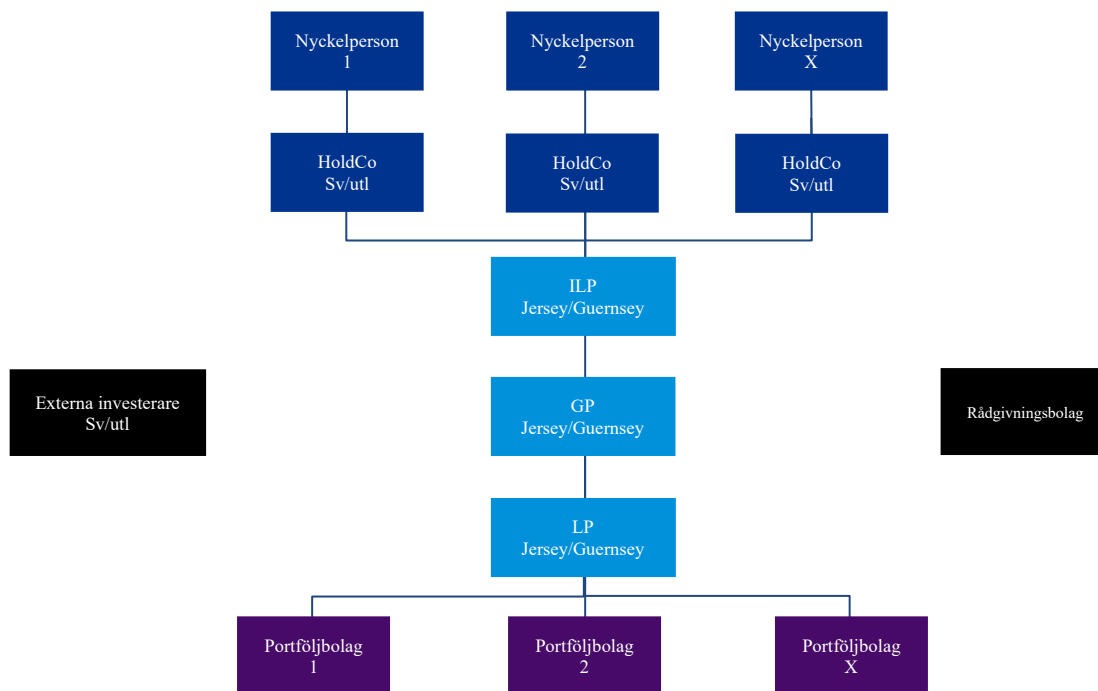 Nyckelperson
1
Nyckelperson
2
Nyckelperson
X
HoldCo
Sv/utl
HoldCo
Sv/utl
HoldCo
Sv/utl
ILP
Jersey/Guernsey
Externa investerare
Sv/utl
GP
Jersey/Guernsey
Rådgivningsbolag
LP
Jersey/Guernsey
Portföljbolag
1
Portföljbolag
2
Portföljbolag
X